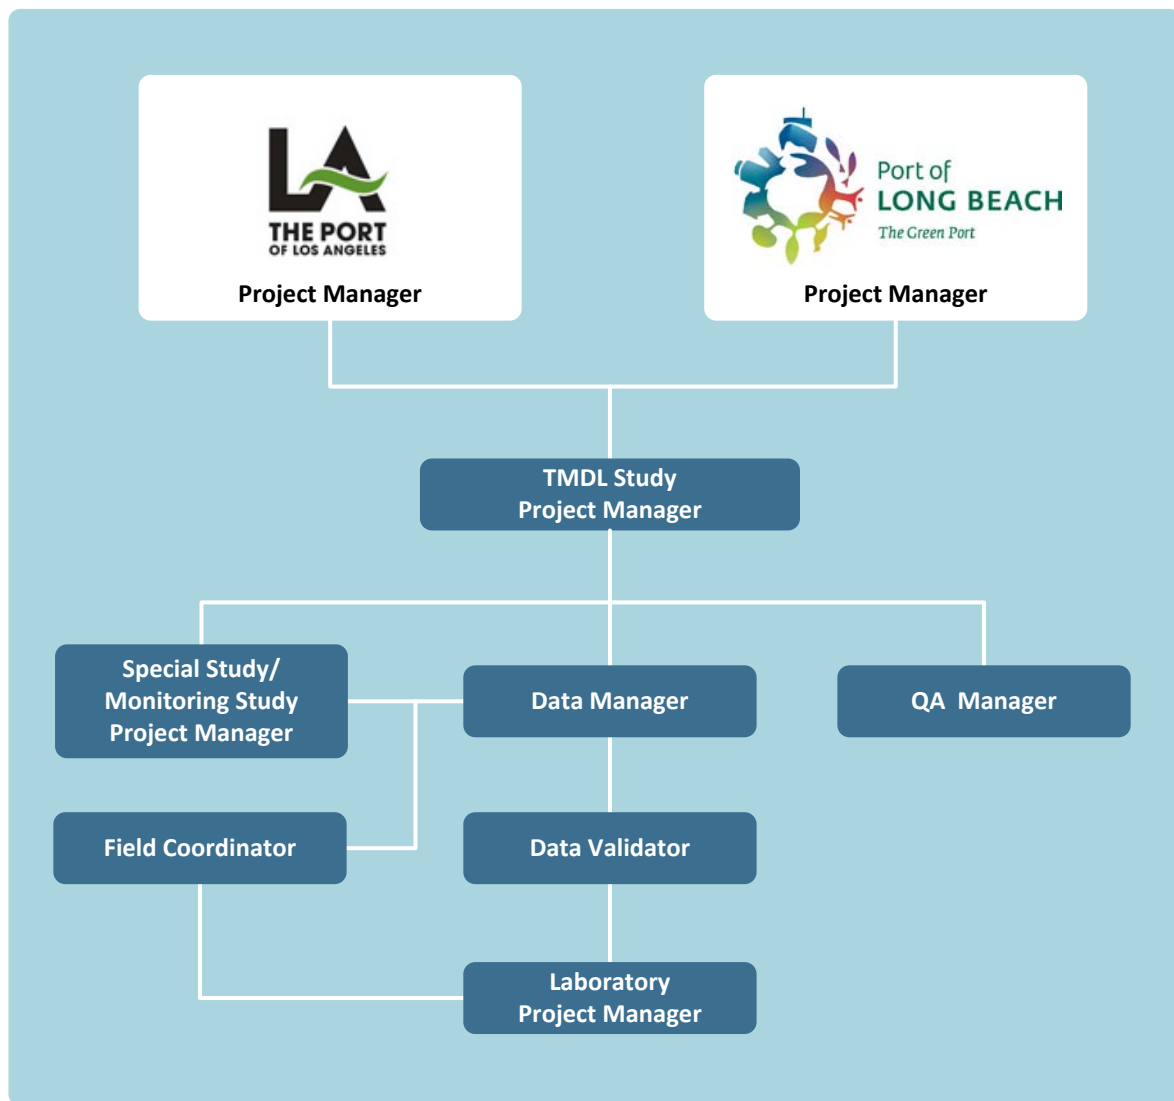 LA
THE PORT
OF LOS ANGELES
Project Manager
Port of
LONG BEACH
The Green Port
Project Manager
TMDL Study
Project Manager
Special Study/
Monitoring Study
Project Manager
Data Manager
QA Manager
Field Coordinator
Data Validator
Laboratory
Project Manager